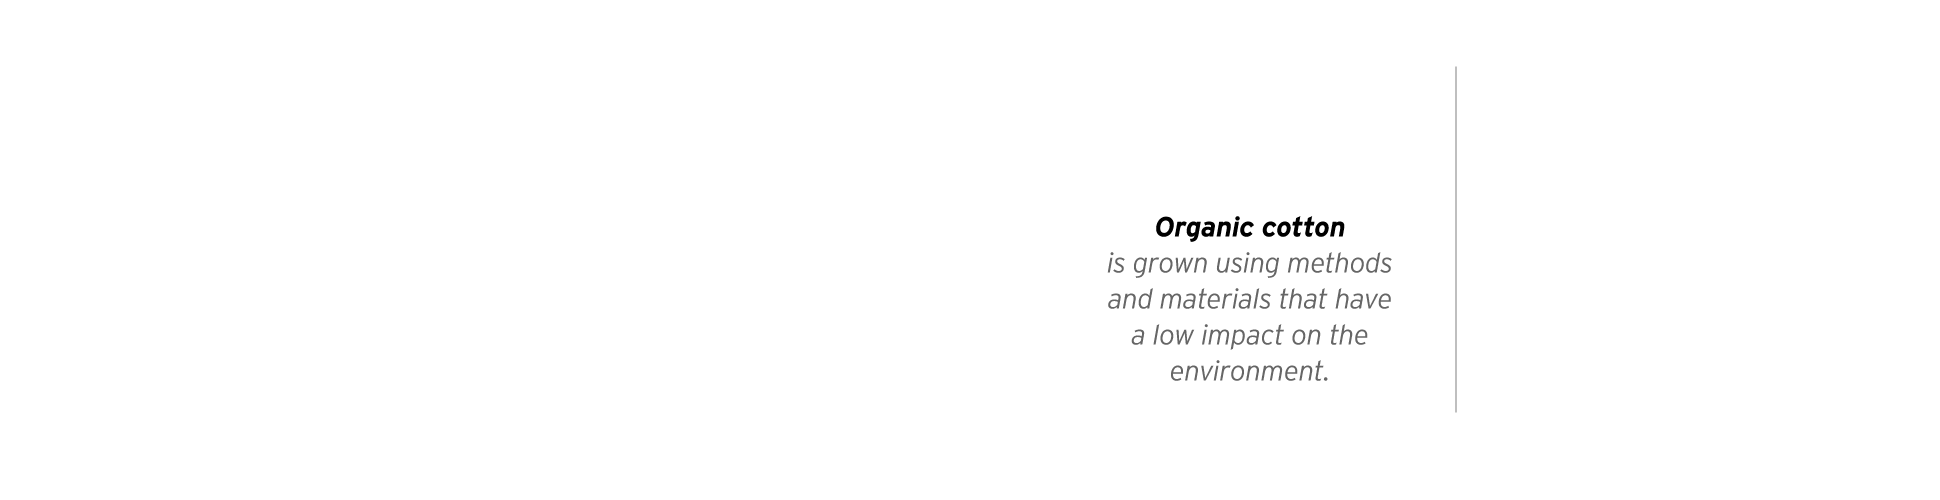 Organic cotton
is grown using methods
and materials that have
a low impact on the
environment.